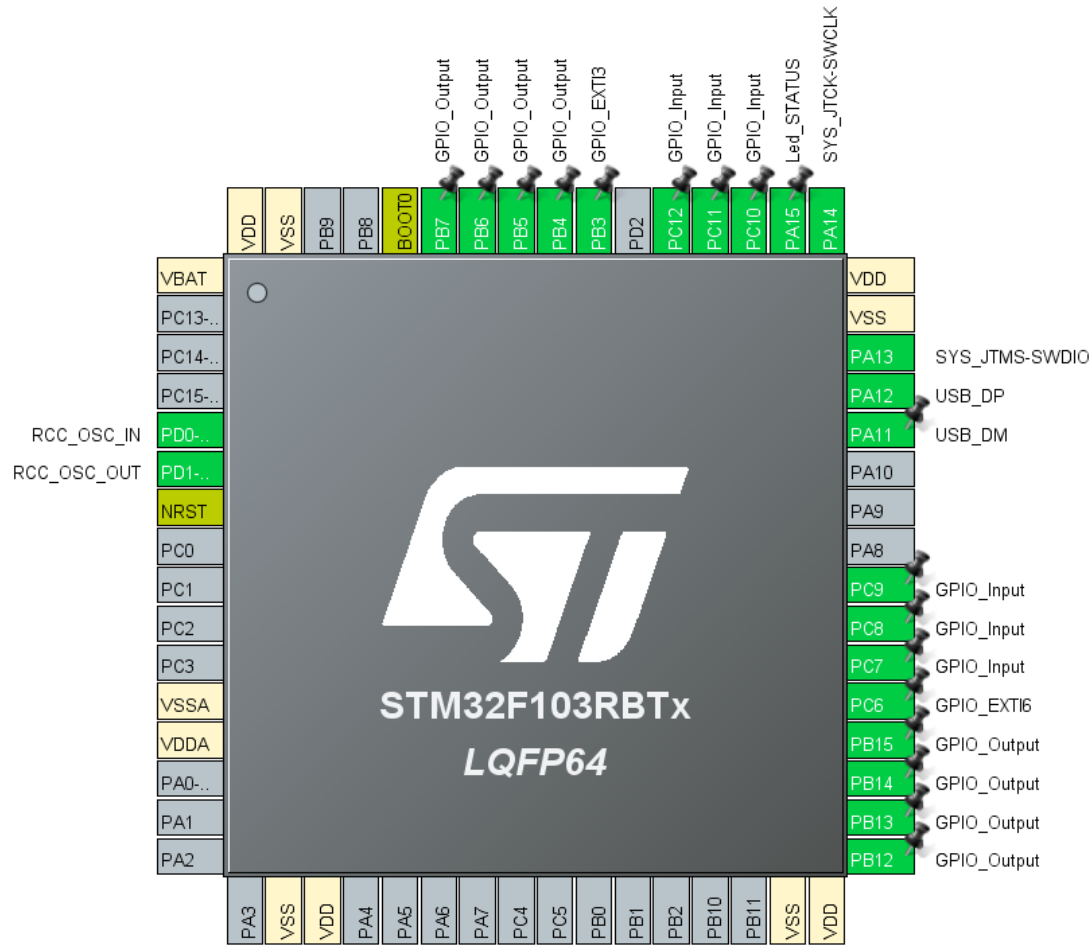 GPIO_Output
GPIO_Output
GPIO_Output
GPIO_Output
GPIO_EXTI3
GPIO_Input
GPIO_Input
GPIO_Input
Led_STATUS
SYS_JTCK-SWCLK
VDD
VSS
PB9
PB8
BOOT0
PB7
PB6
PB5
PB4
PB3
PD2
PC12
PC11
PC10
PA15
PA14
VBAT
PC13-..
PC14-..
PC15-..
RCC_OSC_IN PD0-..
RCC_OSC_OUT PD1-..
NRST
PC0
PC1
PC2
PC3
VSSA
VDDA
PA0-..
PA1
PA2
STM32F103RBTx
LQFP64
VDD
VSS
PA13 SYS_JTMS-SWDIO
PA12 USB_DP
PA11 USB_DM
PA10
PA9
PA8
PC9 GPIO_Input
PC8 GPIO_Input
PC7 GPIO_Input
PC6 GPIO_EXTI6
PB15 GPIO_Output
PB14 GPIO_Output
PB13 GPIO_Output
PB12 GPIO_Output
PA3
VSS
VDD
PA4
PA5
PA6
PA7
PC4
PC5
PB0
PB1
PB2
PB10
PB11
VSS
VDD